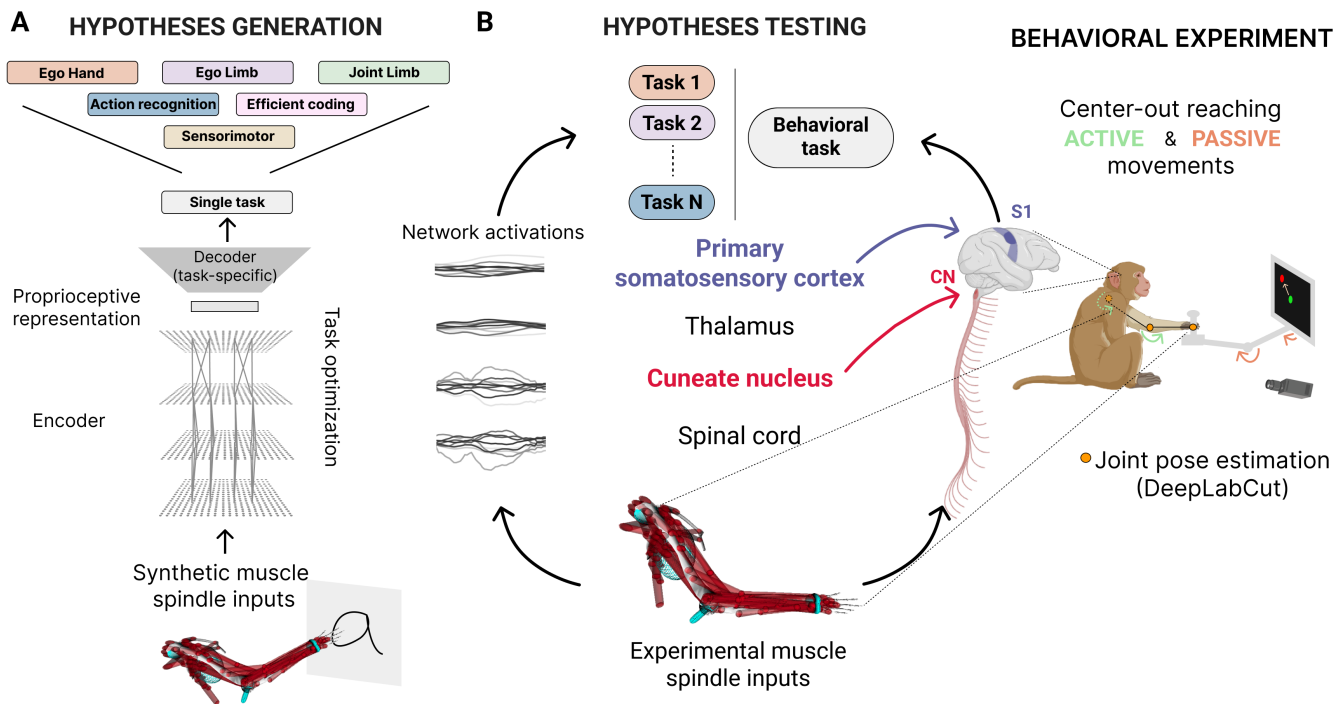 A
HYPOTHESES GENERATION
Ego Hand
Ego Limb
Joint Limb
Action recognition
Efficient coding
Sensorimotor
Single task
Decoder
(task-specific)
Proprioceptive
representation
Task optimization
Encoder
Synthetic muscle
spindle inputs
B
HYPOTHESES TESTING
Task 1
Task 2
Task N
Behavioral
task
Network activations
S1
Primary
somatosensory cortex
CN
Thalamus
Cuneate nucleus
Spinal cord
Experimental muscle
spindle inputs
BEHAVIORAL EXPERIMENT
Center-out reaching
ACTIVE & PASSIVE
movements
Joint pose estimation
(DeepLabCut)